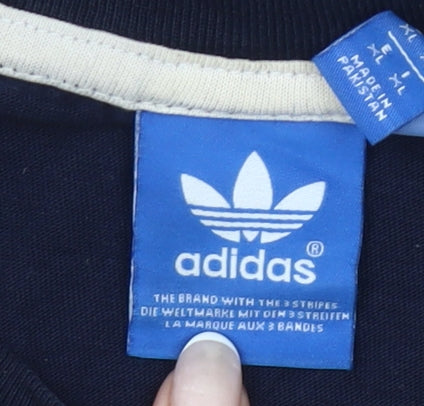 XL
E I
XL XL
MADE IN
PAKISTAN
adidas®
THE BRAND WITH THE 3 STRIPES
DIE WELTMARKE MIT DEN 3 STREIFEN
LA MARQUE AUX 3 BANDES